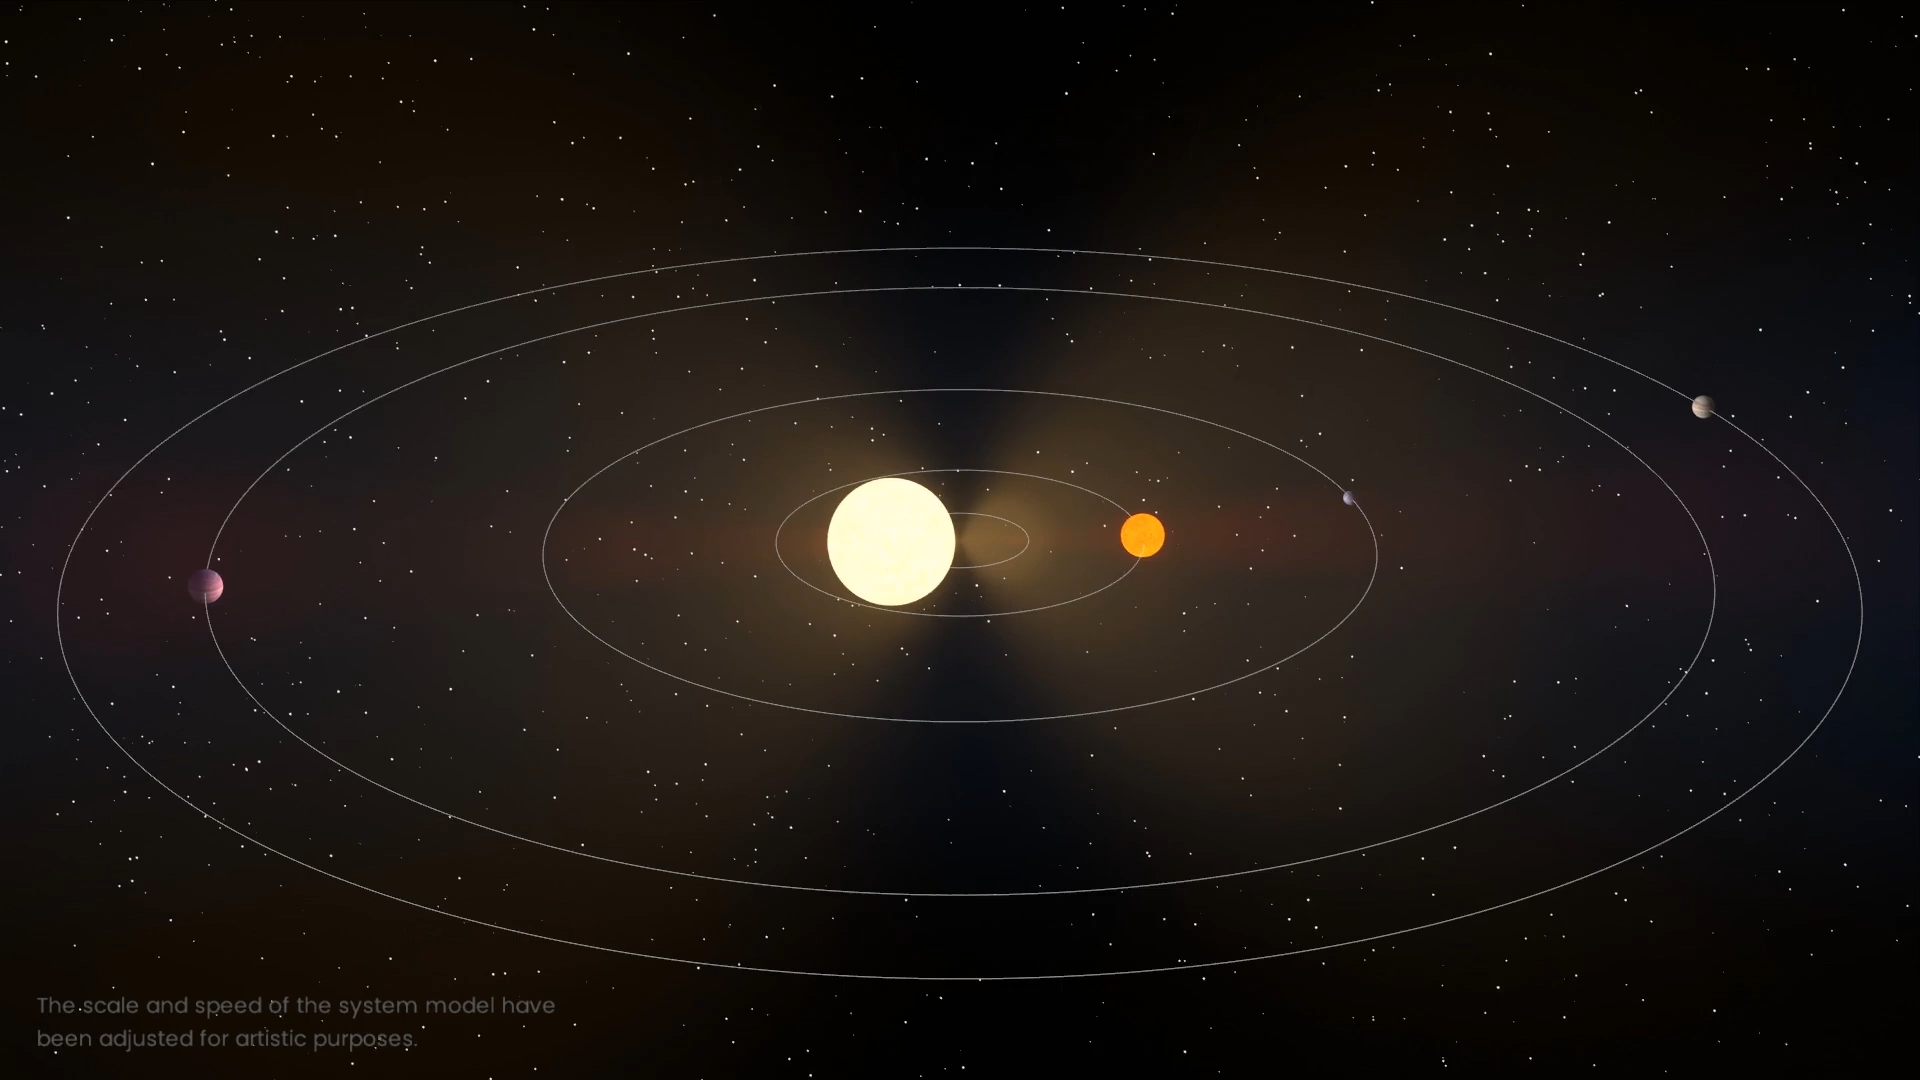 The scale and speed of the system model have
been adjusted for artistic purposes.